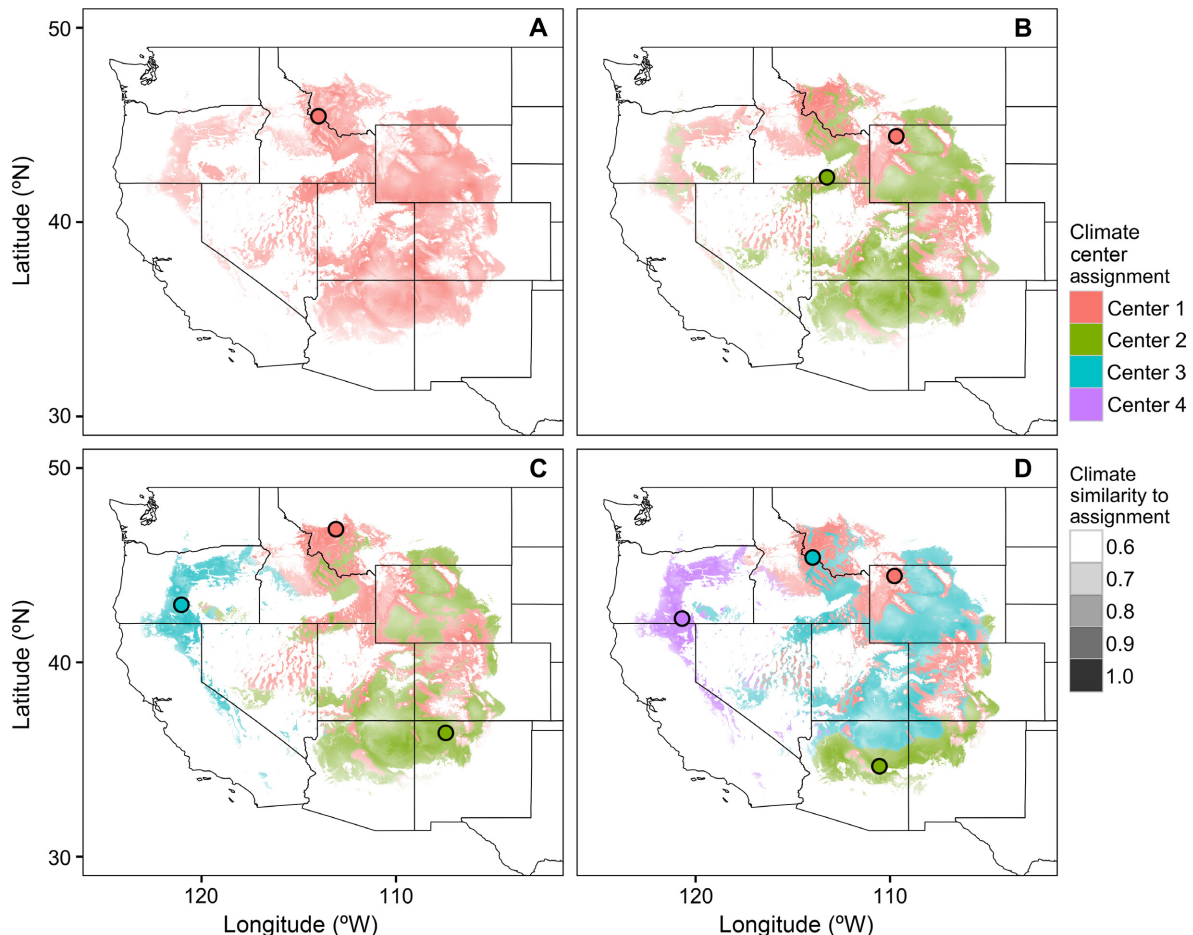 A
B
50
40
30
Latitude (ºN)
Climate
center
assignment
Center 1
Center 2
Center 3
Center 4
C
D
50
40
30
Latitude (ºN)
Climate
similarity to
assignment
0.6
0.7
0.8
0.9
1.0
120
110
120
110
Longitude (ºW)
Longitude (ºW)